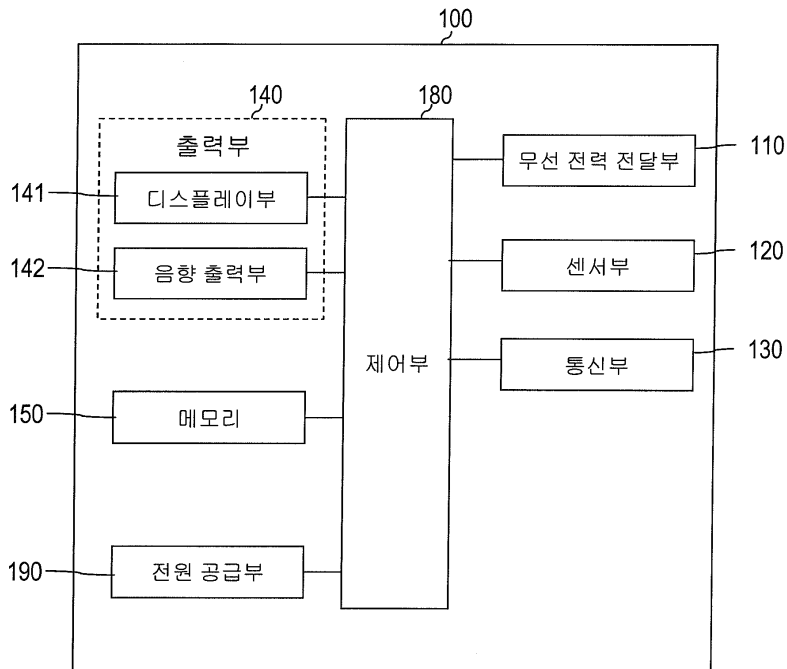 100
140
180
출력부
무선 전력 전달부
110
141
디스플레이부
142
음향 출력부
센서부
120
제어부
통신부
130
150
메모리
190
전원 공급부